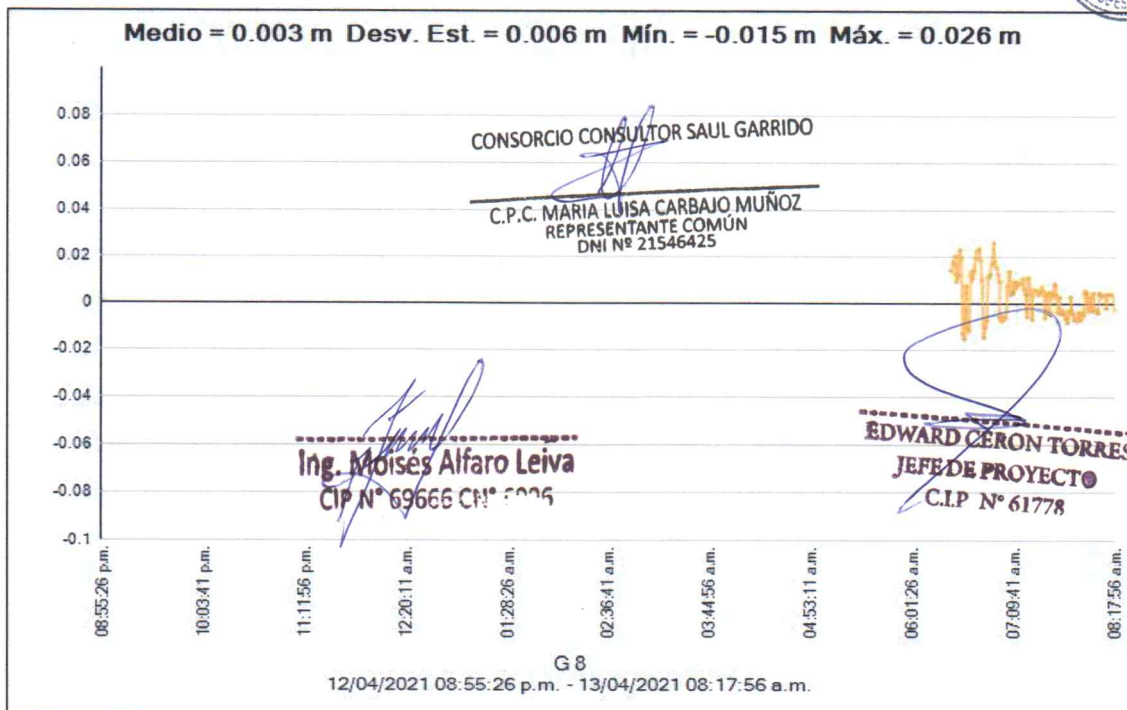 Medio = 0.003 m Desv. Est. = 0.006 m Mín. = -0.015 m Máx. = 0.026 m
0.08
0.06
0.04
0.02
0
-0.02
-0.04
-0.06
-0.08
-0.1
CONSORCIO CONSULTOR SAUL GARRIDO
C.P.C. MARIA LUISA CARBAJO MUÑOZ
REPRESENTANTE COMÚN
DNI Nº 21546425
Ing. Moisés Alfaro Leiva
CIP N° 69666 CN°
EDWARD CERON TORRES
JEFE DE PROYECTO
C.I.P N° 61778
08:55:26 p.m.
10:03:41 p.m.
11:11:56 p.m.
12:20:11 a.m.
01:28:26 a.m.
02:36:41 a.m.
03:44:56 a.m.
04:53:11 a.m.
06:01:26 a.m.
07:09:41 a.m.
08:17:56 a.m.
G 8
12/04/2021 08:55:26 p.m. - 13/04/2021 08:17:56 a.m.